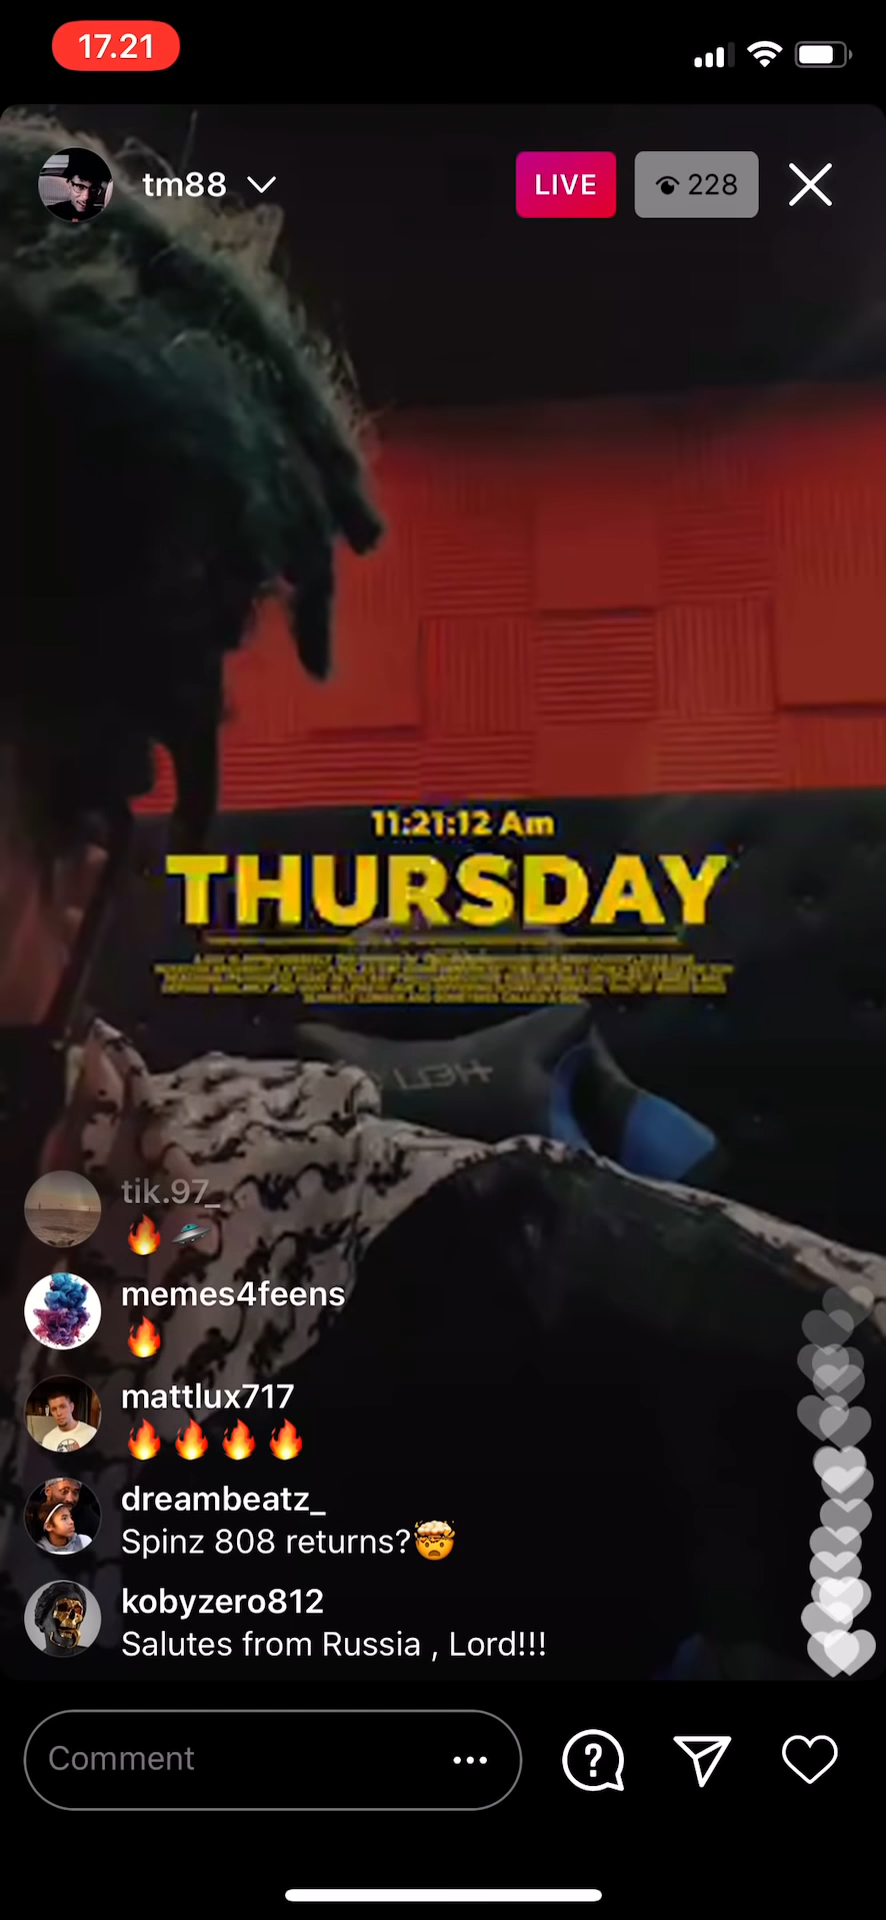 17.21
tm88
LIVE
228
11:21:12 Am
THURSDAY
tik.97_
🔥 🛸
memes4feens
🔥
mattlux717
🔥 🔥 🔥 🔥
dreambeatz_
Spinz 808 returns?🤯
kobyzero812
Salutes from Russia , Lord!!!
Comment